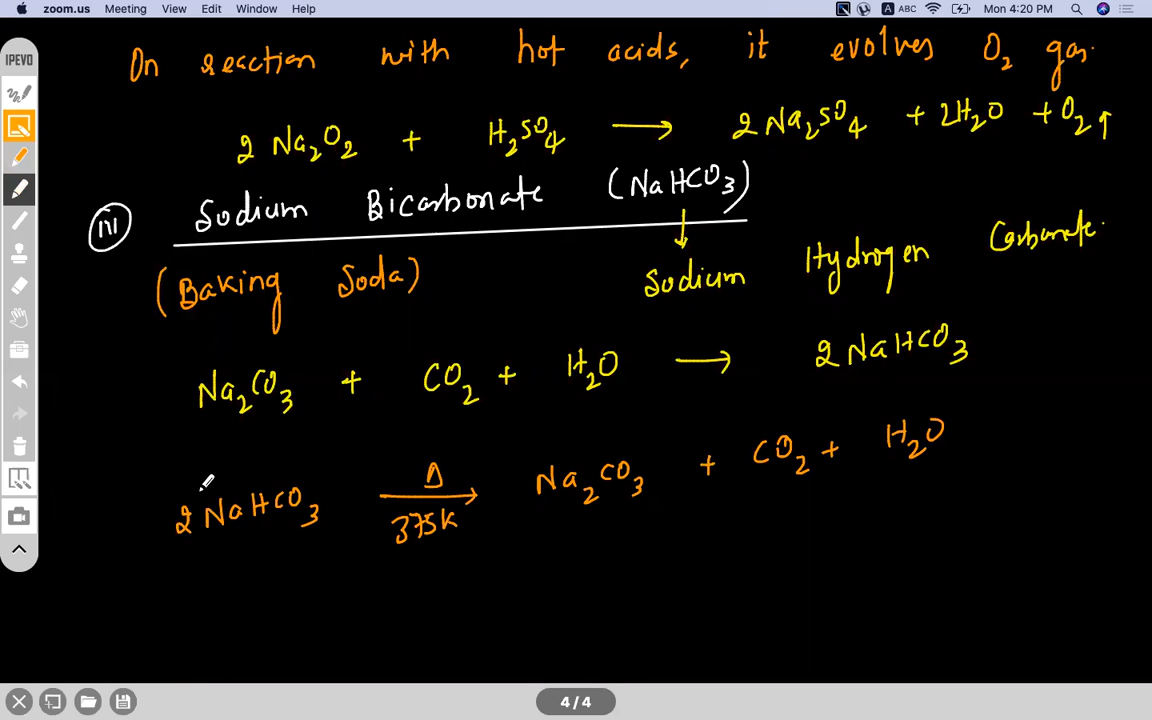 zoom.us Meeting View Edit Window Help A ABC Mon 4:20 PM
IPEVO
On reaction with hot acids, it evolves O₂ gas.
2 Na₂O₂ + H₂SO₄ → 2 Na₂SO₄ + 2H₂O + O₂↑
(iii) Sodium Bicarbonate (NaHCO₃)
↓
(Baking Soda) Sodium Hydrogen Carbonate.
Na₂CO₃ + CO₂ + H₂O → 2 NaHCO₃
Δ
2 NaHCO₃ → Na₂CO₃ + CO₂ + H₂O
375K
4/4